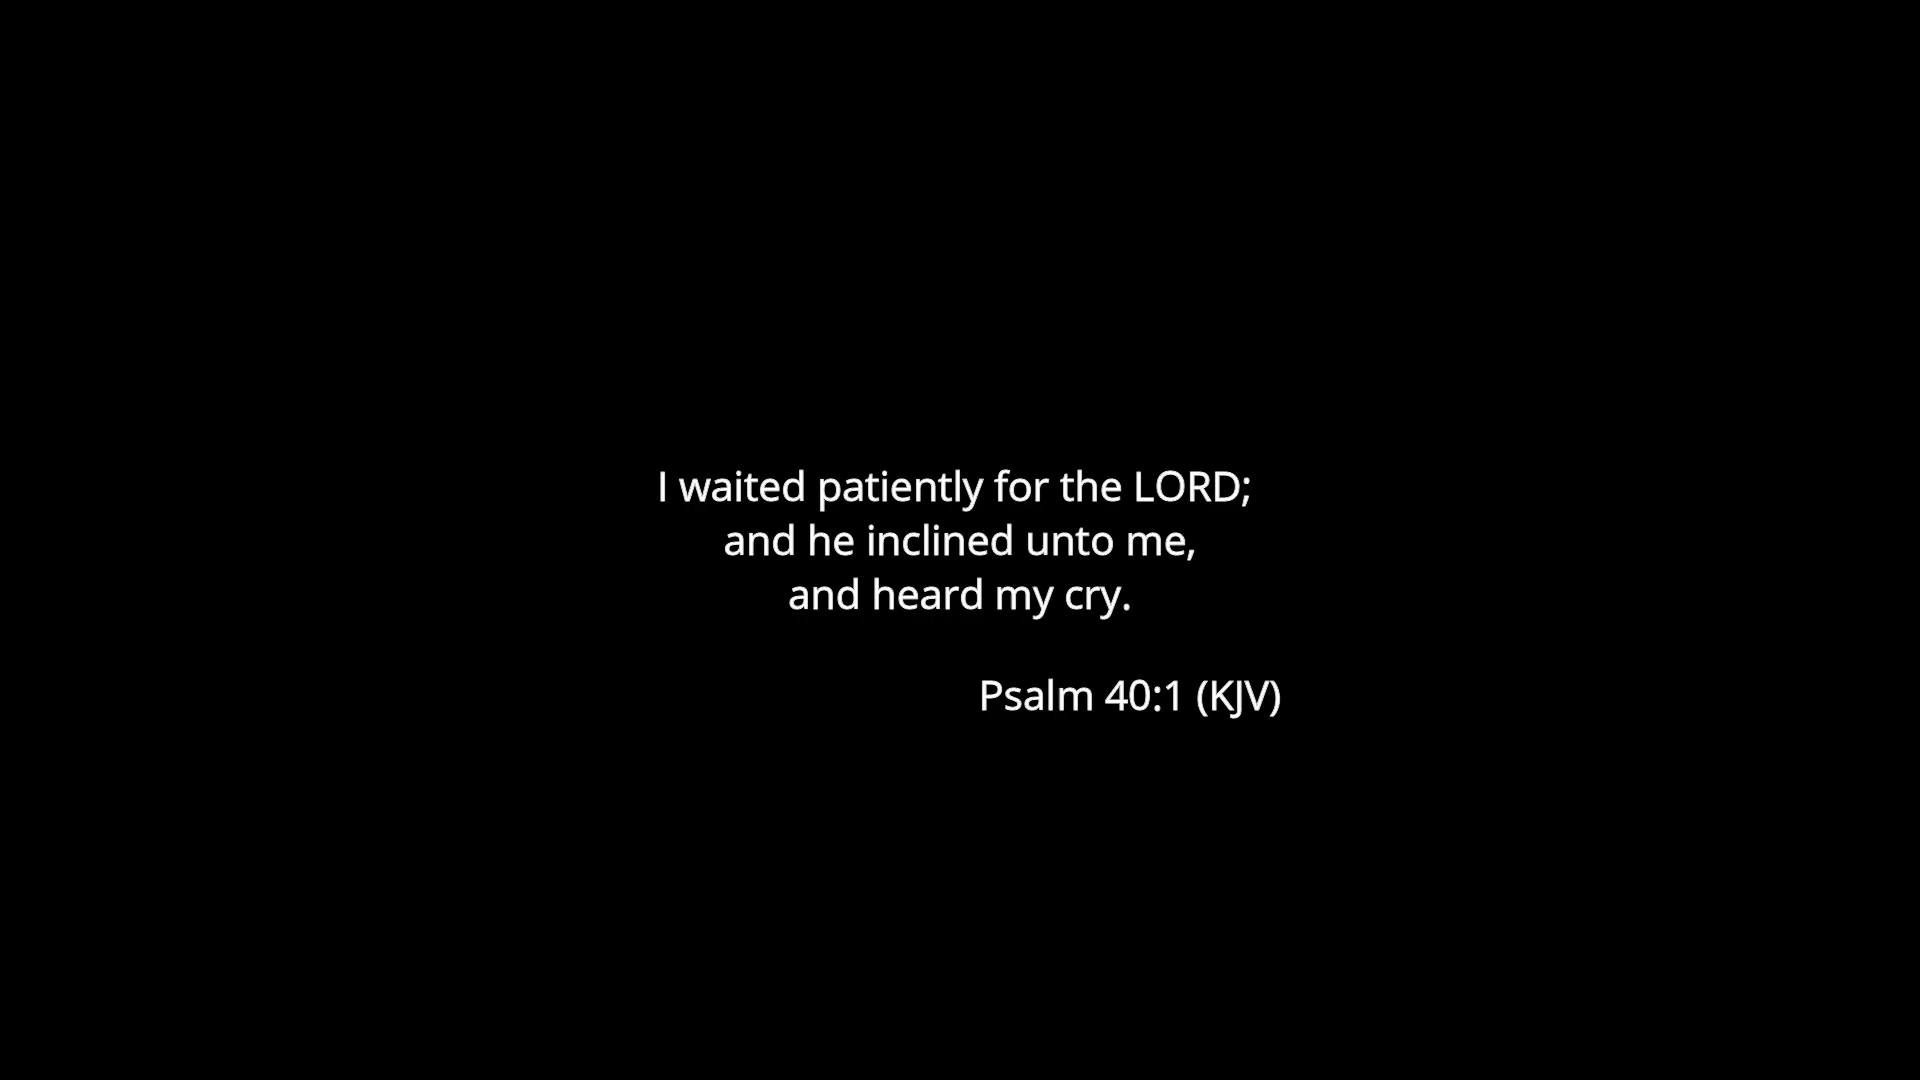 I waited patiently for the LORD;
and he inclined unto me,
and heard my cry.
Psalm 40:1 (KJV)